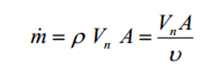 ṁ = ρ Vₙ A = VₙA / υ